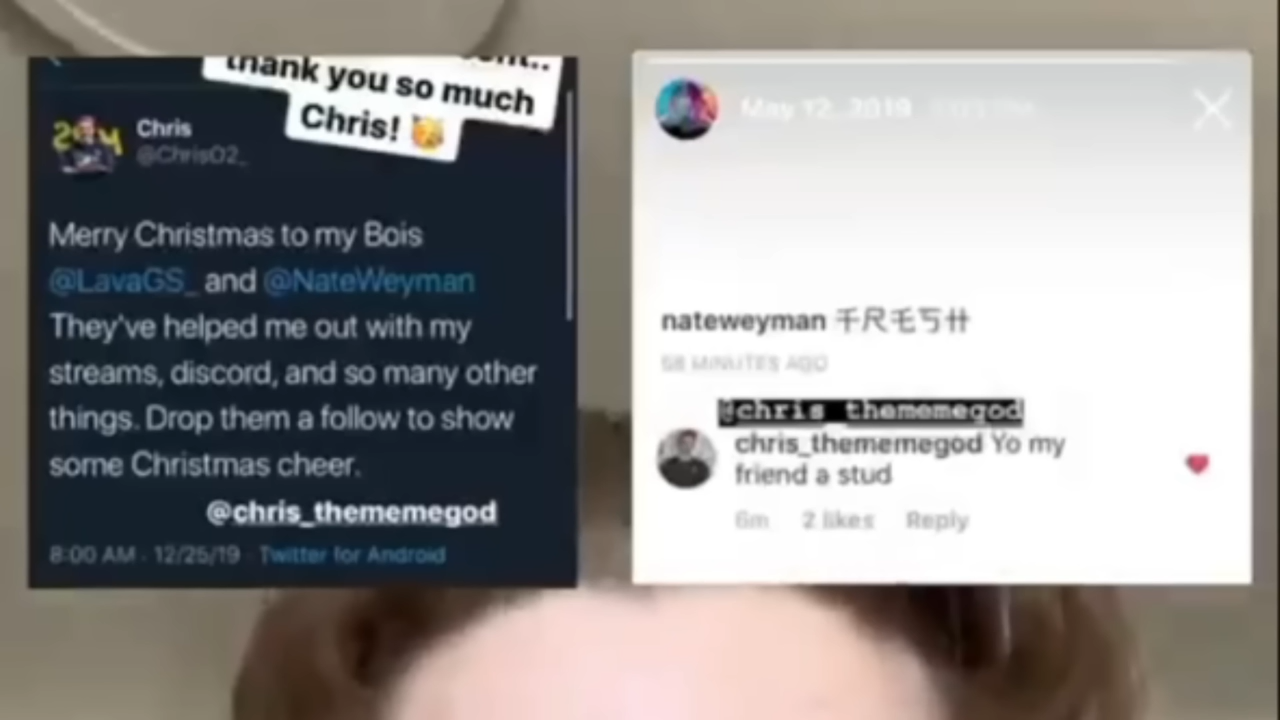 thank you so much
Chris! 🥳
Chris
@Chris02_
Merry Christmas to my Bois
@LavaGS_ and @NateWeyman
They've helped me out with my
streams, discord, and so many other
things. Drop them a follow to show
some Christmas cheer.
@chris_thememegod
8:00 AM · 12/25/19 · Twitter for Android
May 12, 2019
nateweyman 千尺乇丂卄
58 MINUTES AGO
@chris_thememegod
chris_thememegod Yo my
friend a stud
6m 2 likes Reply